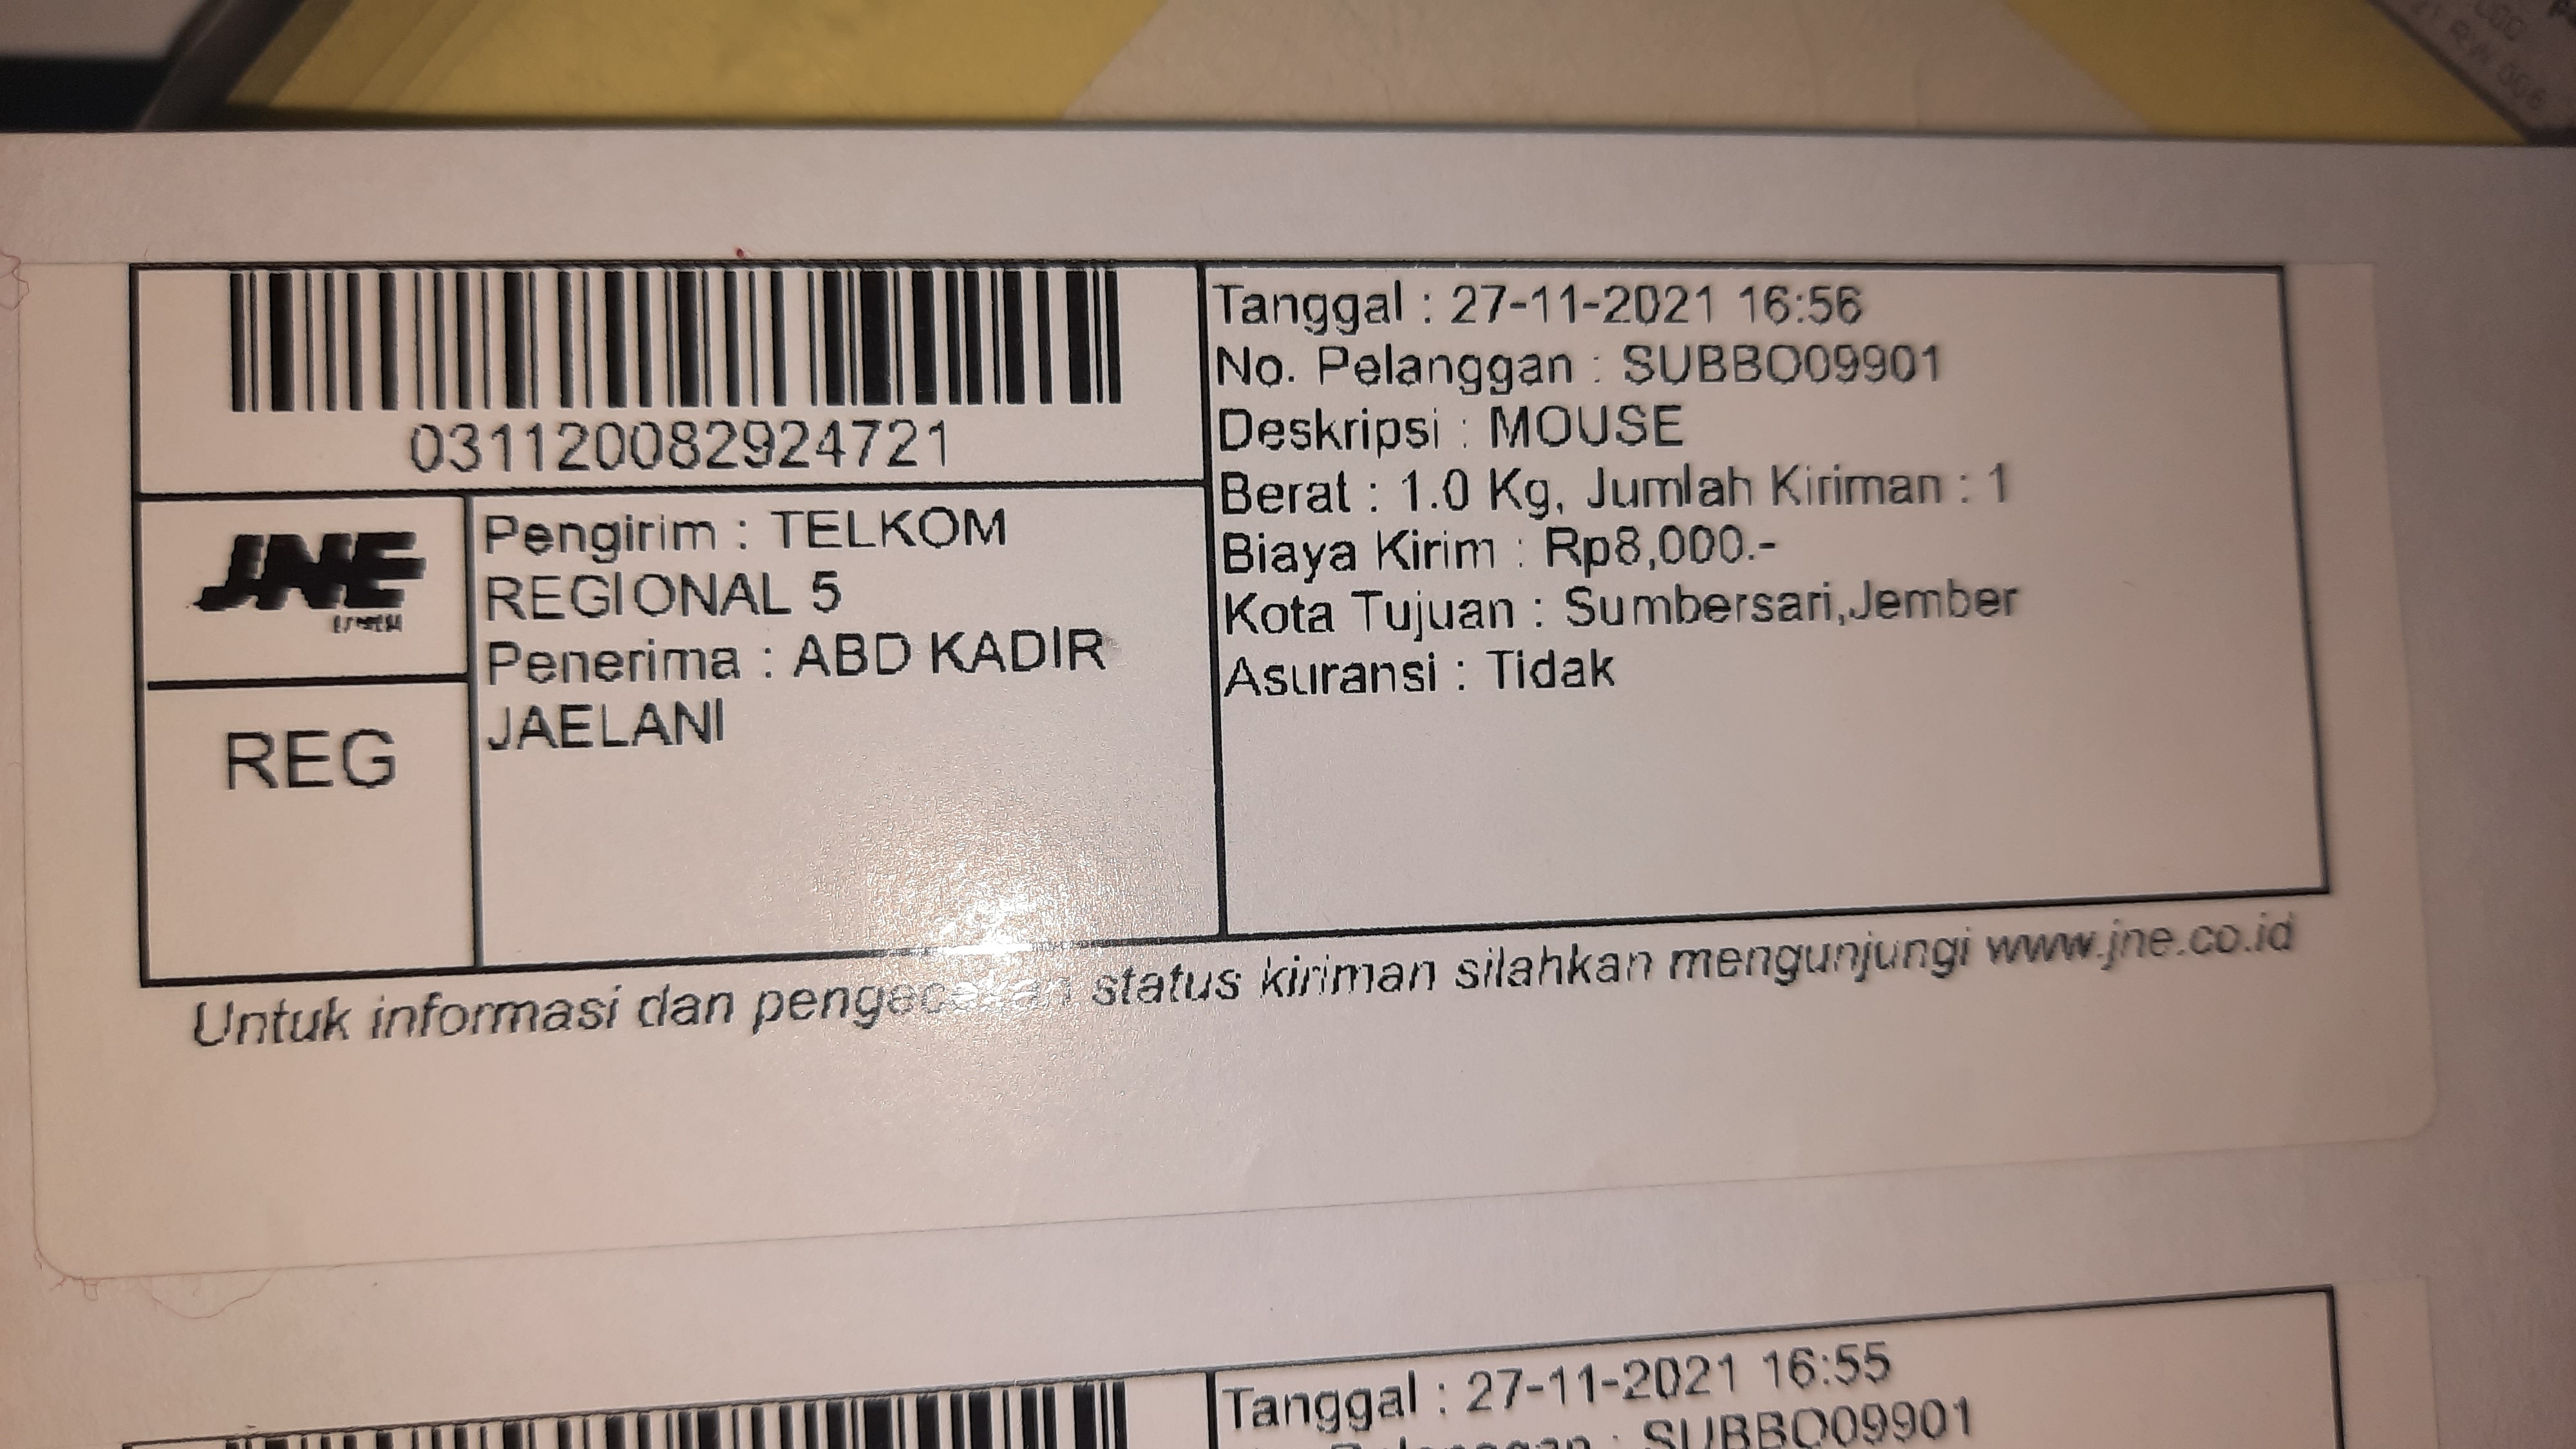 031120082924721
JNE
REG
Pengirim : TELKOM
REGIONAL 5
Penerima : ABD KADIR
JAELANI
Tanggal : 27-11-2021 16:56
No. Pelanggan : SUBBO09901
Deskripsi : MOUSE
Berat : 1.0 Kg, Jumlah Kiriman : 1
Biaya Kirim : Rp8,000.-
Kota Tujuan : Sumbersari,Jember
Asuransi : Tidak
Untuk informasi dan pengecekan status kiriman silahkan mengunjungi www.jne.co.id
Tanggal : 27-11-2021 16:55
: SUBBO09901